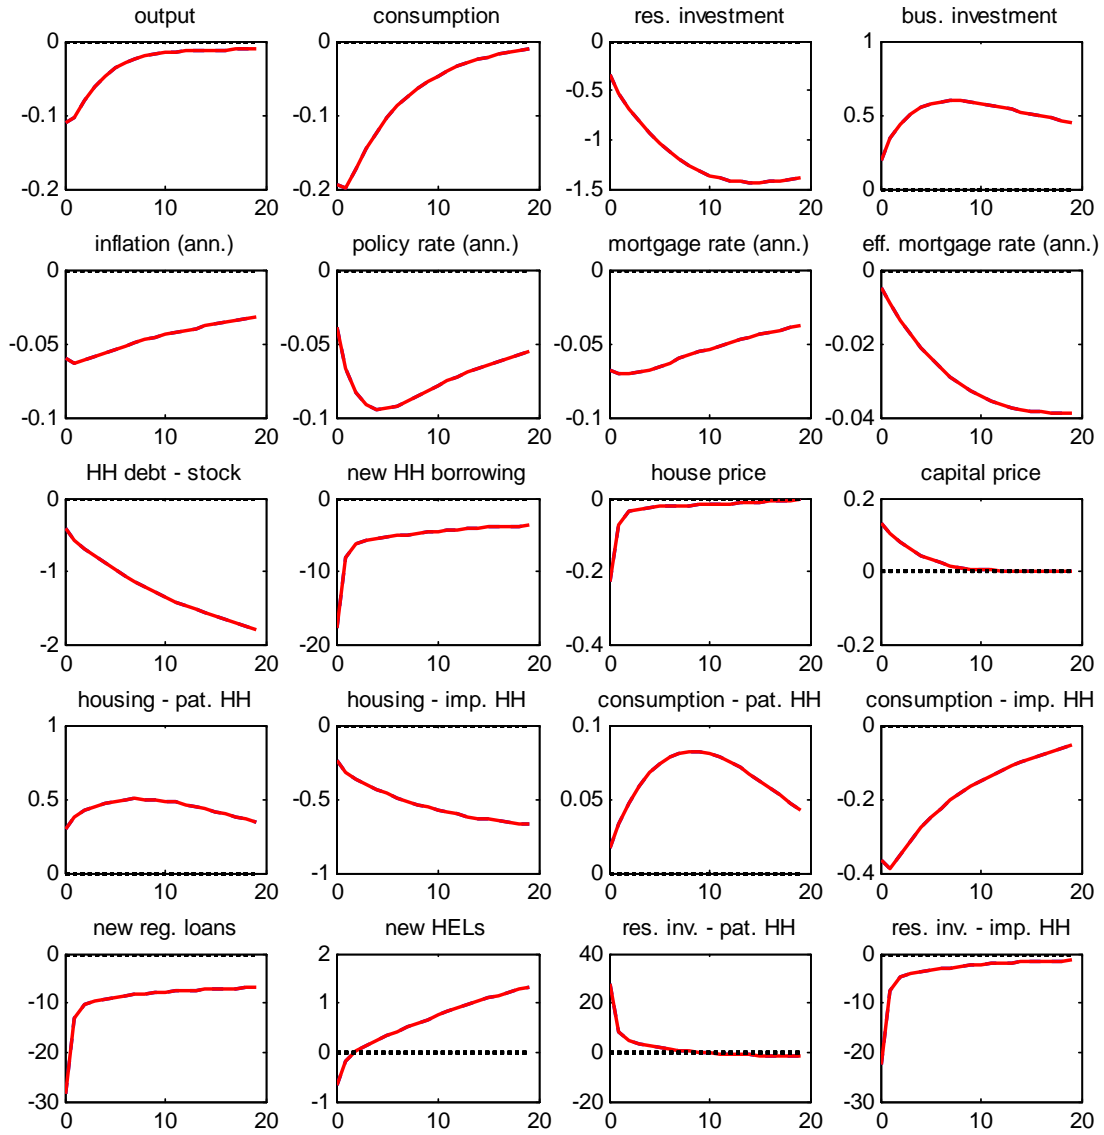 output consumption res. investment bus. investment
0 0 0 1
-0.1 -0.1 -0.5 0.5
-1
-0.2 -0.2 -1.5 0
0 10 20 0 10 20 0 10 20 0 10 20
inflation (ann.) policy rate (ann.) mortgage rate (ann.) eff. mortgage rate (ann.)
0 0 0 0
-0.05 -0.05 -0.05 -0.02
-0.1 -0.1 -0.1 -0.04
0 10 20 0 10 20 0 10 20 0 10 20
HH debt - stock new HH borrowing house price capital price
0 0 0 0.2
-1 -10 -0.2 0
-2 -20 -0.4 -0.2
0 10 20 0 10 20 0 10 20 0 10 20
housing - pat. HH housing - imp. HH consumption - pat. HH consumption - imp. HH
1 0 0.1 0
0.5 -0.5 0.05 -0.2
0 -1 0 -0.4
0 10 20 0 10 20 0 10 20 0 10 20
new reg. loans new HELs res. inv. - pat. HH res. inv. - imp. HH
0 2 40 0
-10 1 20 -10
-20 0 0 -20
-30 -1 -20 -30
0 10 20 0 10 20 0 10 20 0 10 20